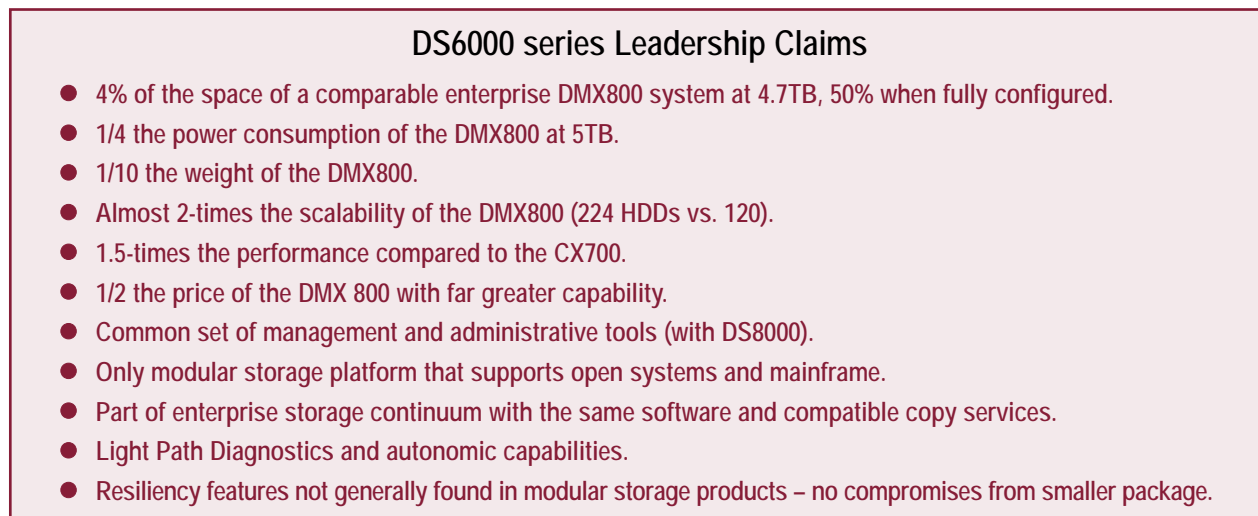 DS6000 series Leadership Claims
● 4% of the space of a comparable enterprise DMX800 system at 4.7TB, 50% when fully configured.
● 1/4 the power consumption of the DMX800 at 5TB.
● 1/10 the weight of the DMX800.
● Almost 2-times the scalability of the DMX800 (224 HDDs vs. 120).
● 1.5-times the performance compared to the CX700.
● 1/2 the price of the DMX 800 with far greater capability.
● Common set of management and administrative tools (with DS8000).
● Only modular storage platform that supports open systems and mainframe.
● Part of enterprise storage continuum with the same software and compatible copy services.
● Light Path Diagnostics and autonomic capabilities.
● Resiliency features not generally found in modular storage products – no compromises from smaller package.